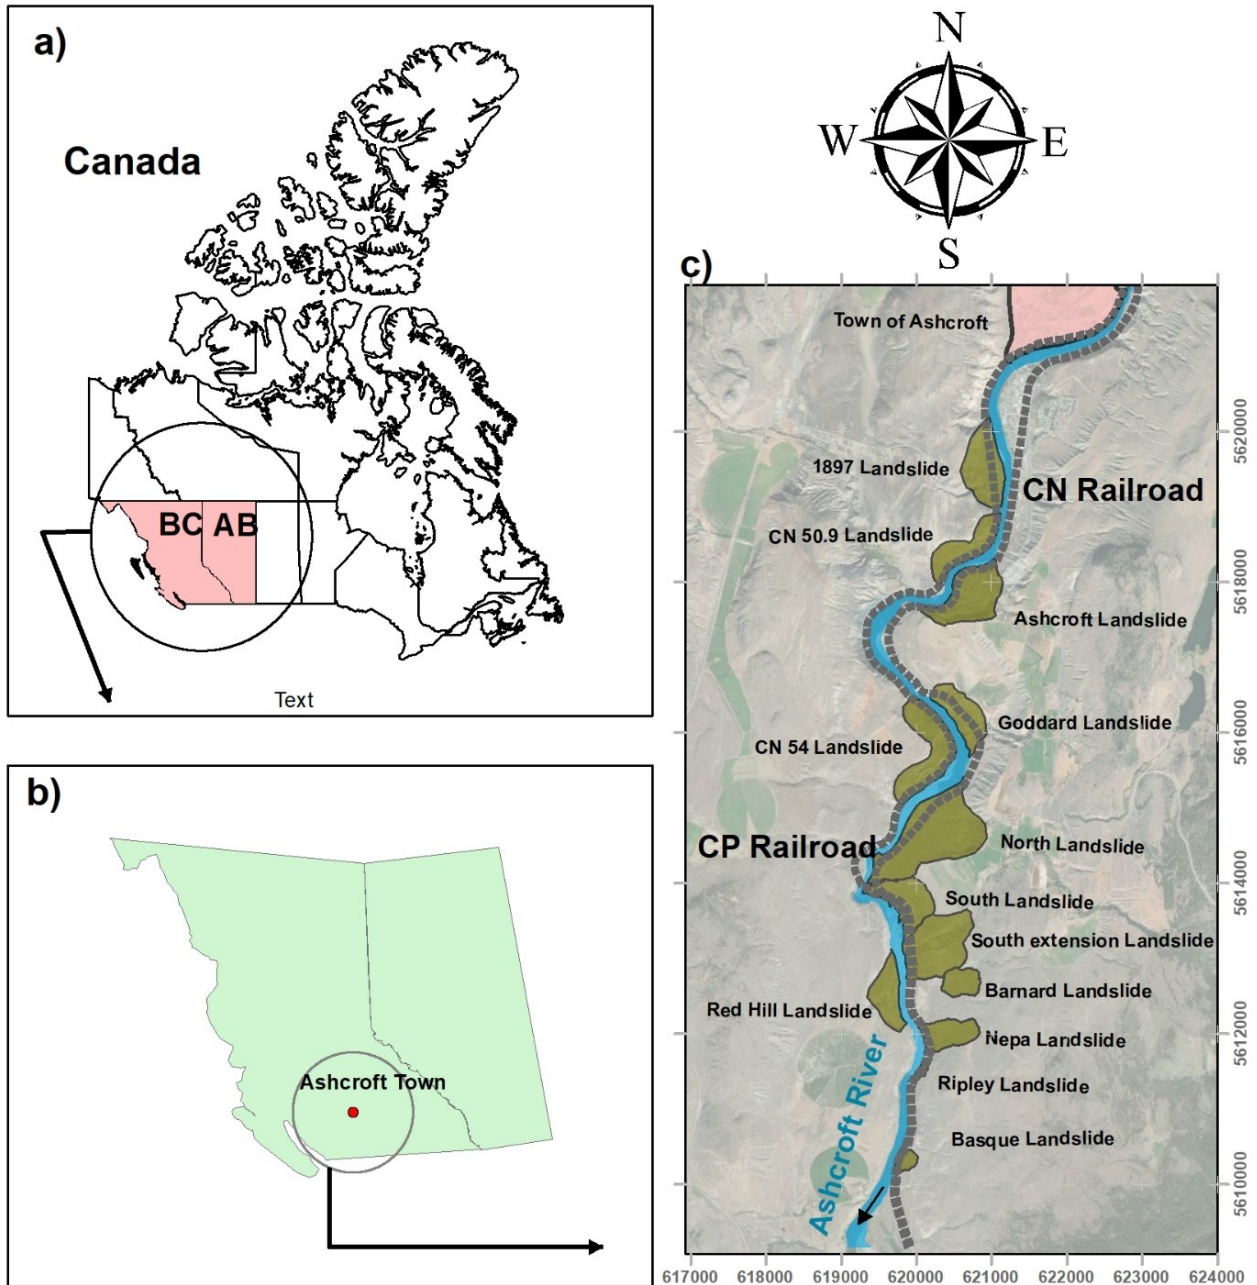 a)
Canada
BC AB
Text
b)
Ashcroft Town
N
W E
S
c)
Town of Ashcroft
1897 Landslide
CN Railroad
CN 50.9 Landslide
Ashcroft Landslide
Goddard Landslide
CN 54 Landslide
CP Railroad
North Landslide
South Landslide
South extension Landslide
Barnard Landslide
Red Hill Landslide
Nepa Landslide
Ripley Landslide
Basque Landslide
Ashcroft River
5620000
5618000
5616000
5614000
5612000
5610000
617000 618000 619000 620000 621000 622000 623000 624000